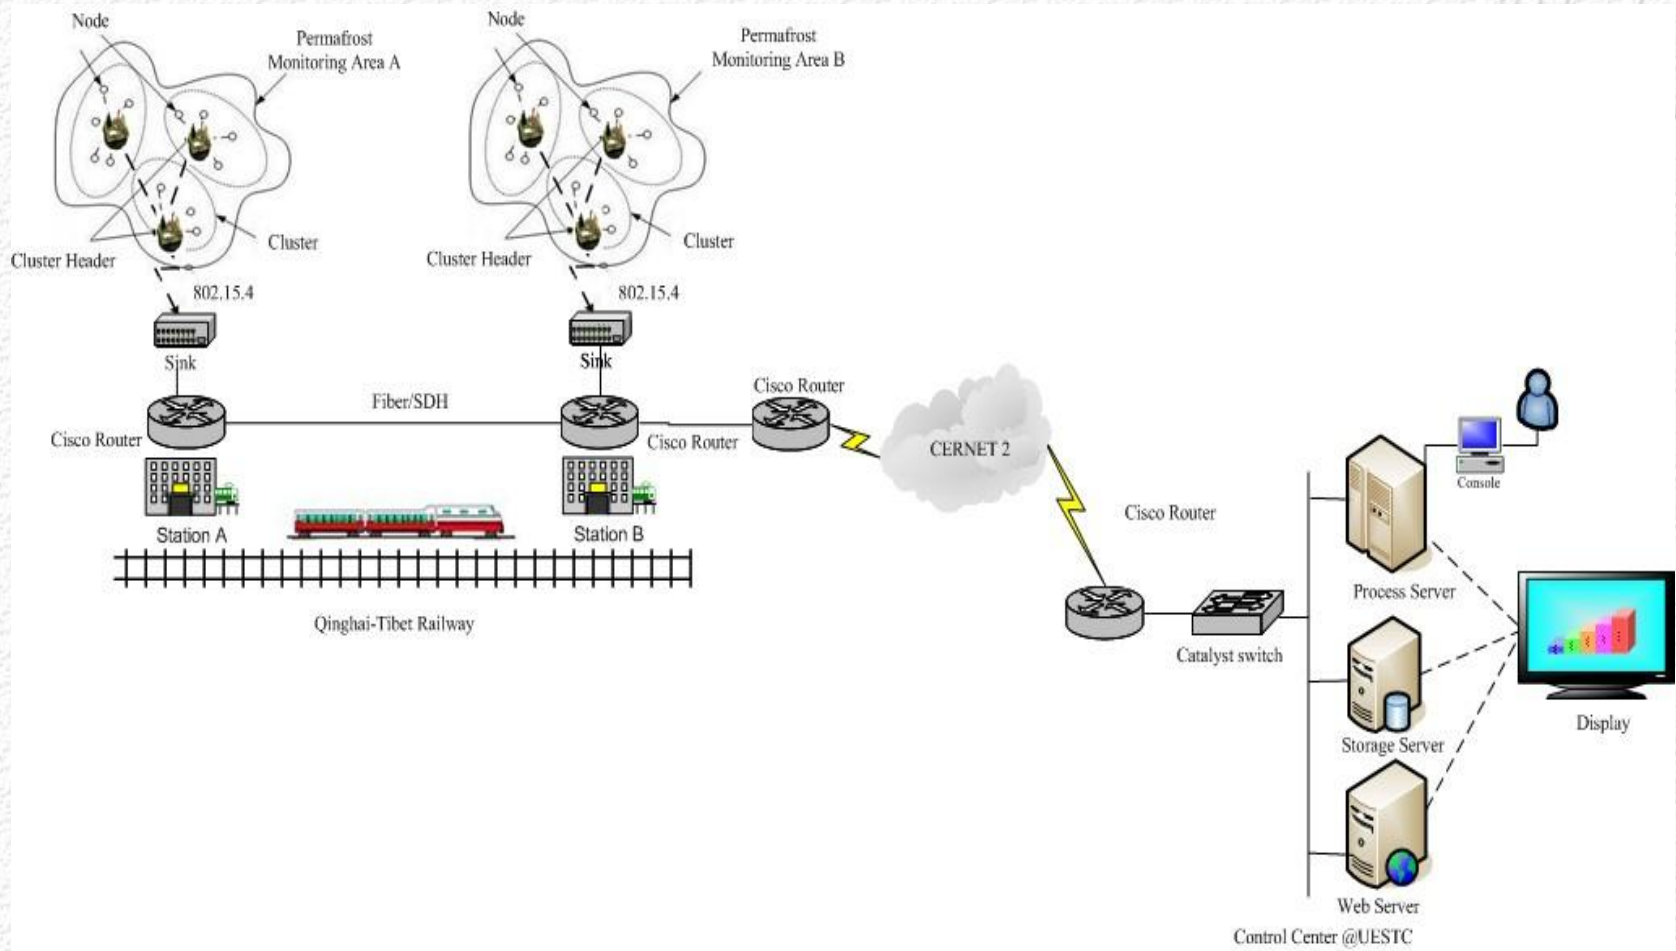 Node
Permafrost
Monitoring Area A
Cluster
Cluster Header
802.15.4
Sink
Node
Permafrost
Monitoring Area B
Cluster
Cluster Header
802.15.4
Sink
Cisco Router
Fiber/SDH
Cisco Router
Cisco Router
Station A
Station B
Qinghai-Tibet Railway
CERNET 2
Cisco Router
Catalyst switch
Console
Process Server
Storage Server
Web Server
Display
Control Center @UESTC